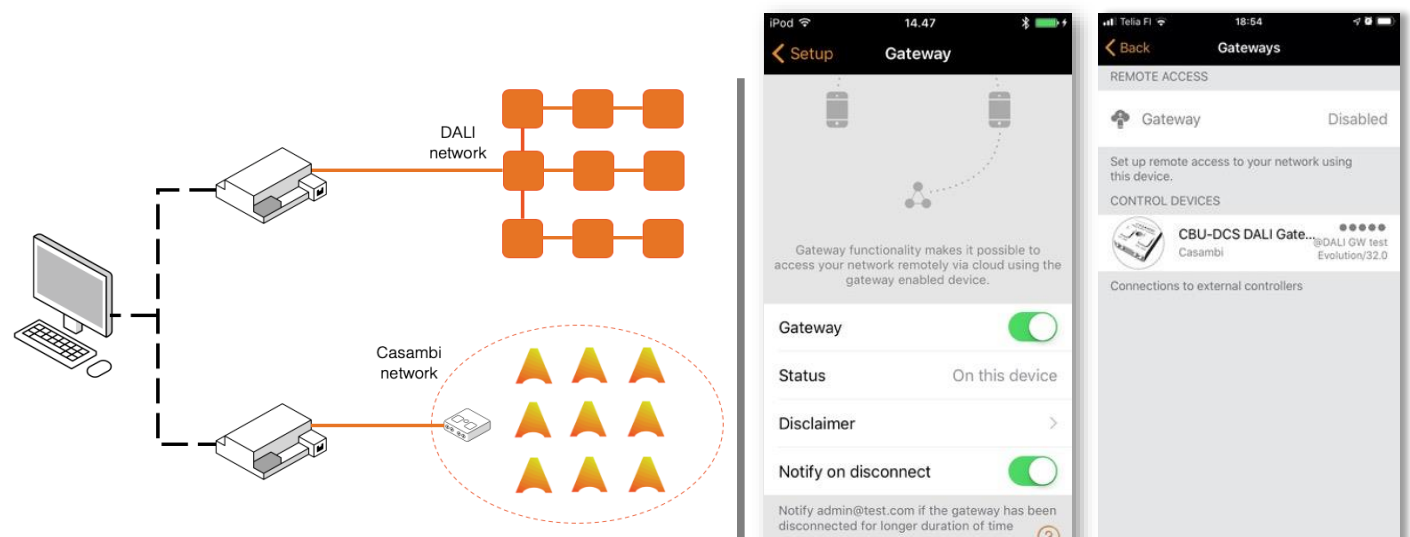 DALI
network
Casambi
network
iPod
14.47
Setup
Gateway
Gateway functionality makes it possible to
access your network remotely via cloud using the
gateway enabled device.
Gateway
Status
On this device
Disclaimer
Notify on disconnect
Notify admin@test.com if the gateway has been
disconnected for longer duration of time
?
Telia FI
18:54
Back
Gateways
REMOTE ACCESS
Gateway
Disabled
Set up remote access to your network using
this device.
CONTROL DEVICES
CBU-DCS DALI Gate...
Casambi
@DALI GW test
Evolution/32.0
Connections to external controllers